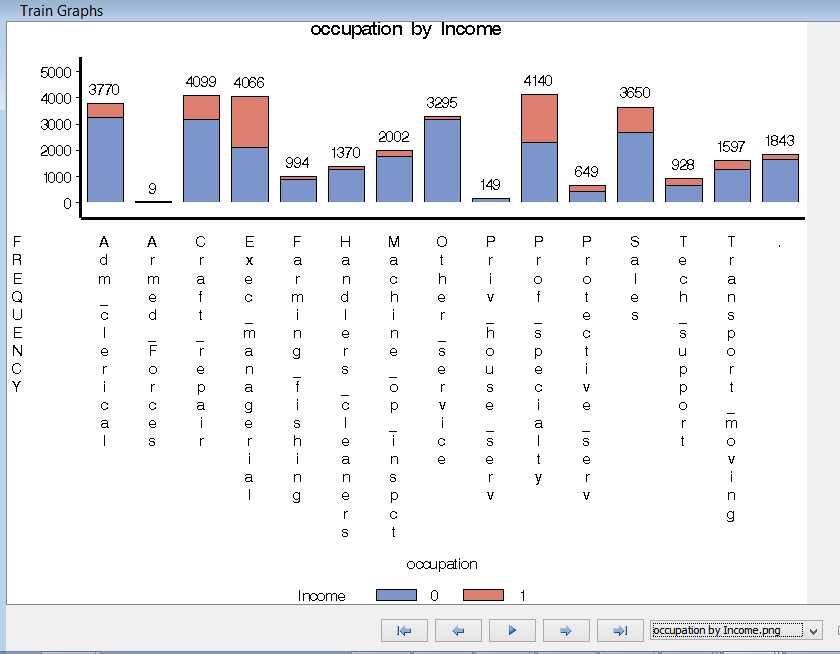 Train Graphs
occupation by Income
5000
4000
3000
2000
1000
0
3770
9
4099
4066
994
1370
2002
3295
149
4140
649
3650
928
1597
1843
FREQUENCY
Adm_clerical
Armed_Forces
Craft_repair
Exec_managerial
Farming_fishing
Handlers_cleaners
Machine_op_inspct
Other_service
Priv_house_serv
Prof_specialty
Protective_serv
Sales
Tech_support
Transport_moving
.
occupation
Income 0 1
occupation by Income.png